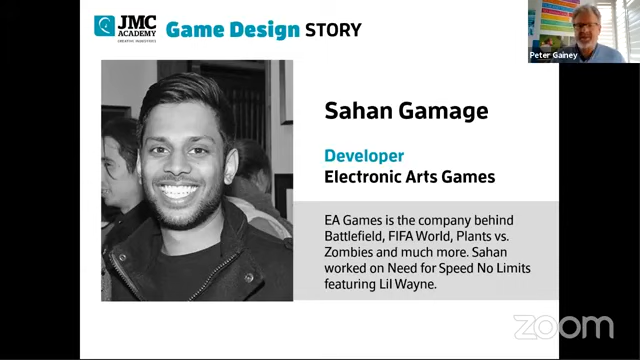 JMC
ACADEMY
CREATIVE INDUSTRIES
Game Design STORY
Peter Gainey
Sahan Gamage
Developer
Electronic Arts Games
EA Games is the company behind
Battlefield, FIFA World, Plants vs.
Zombies and much more. Sahan
worked on Need for Speed No Limits
featuring Lil Wayne.
zoom